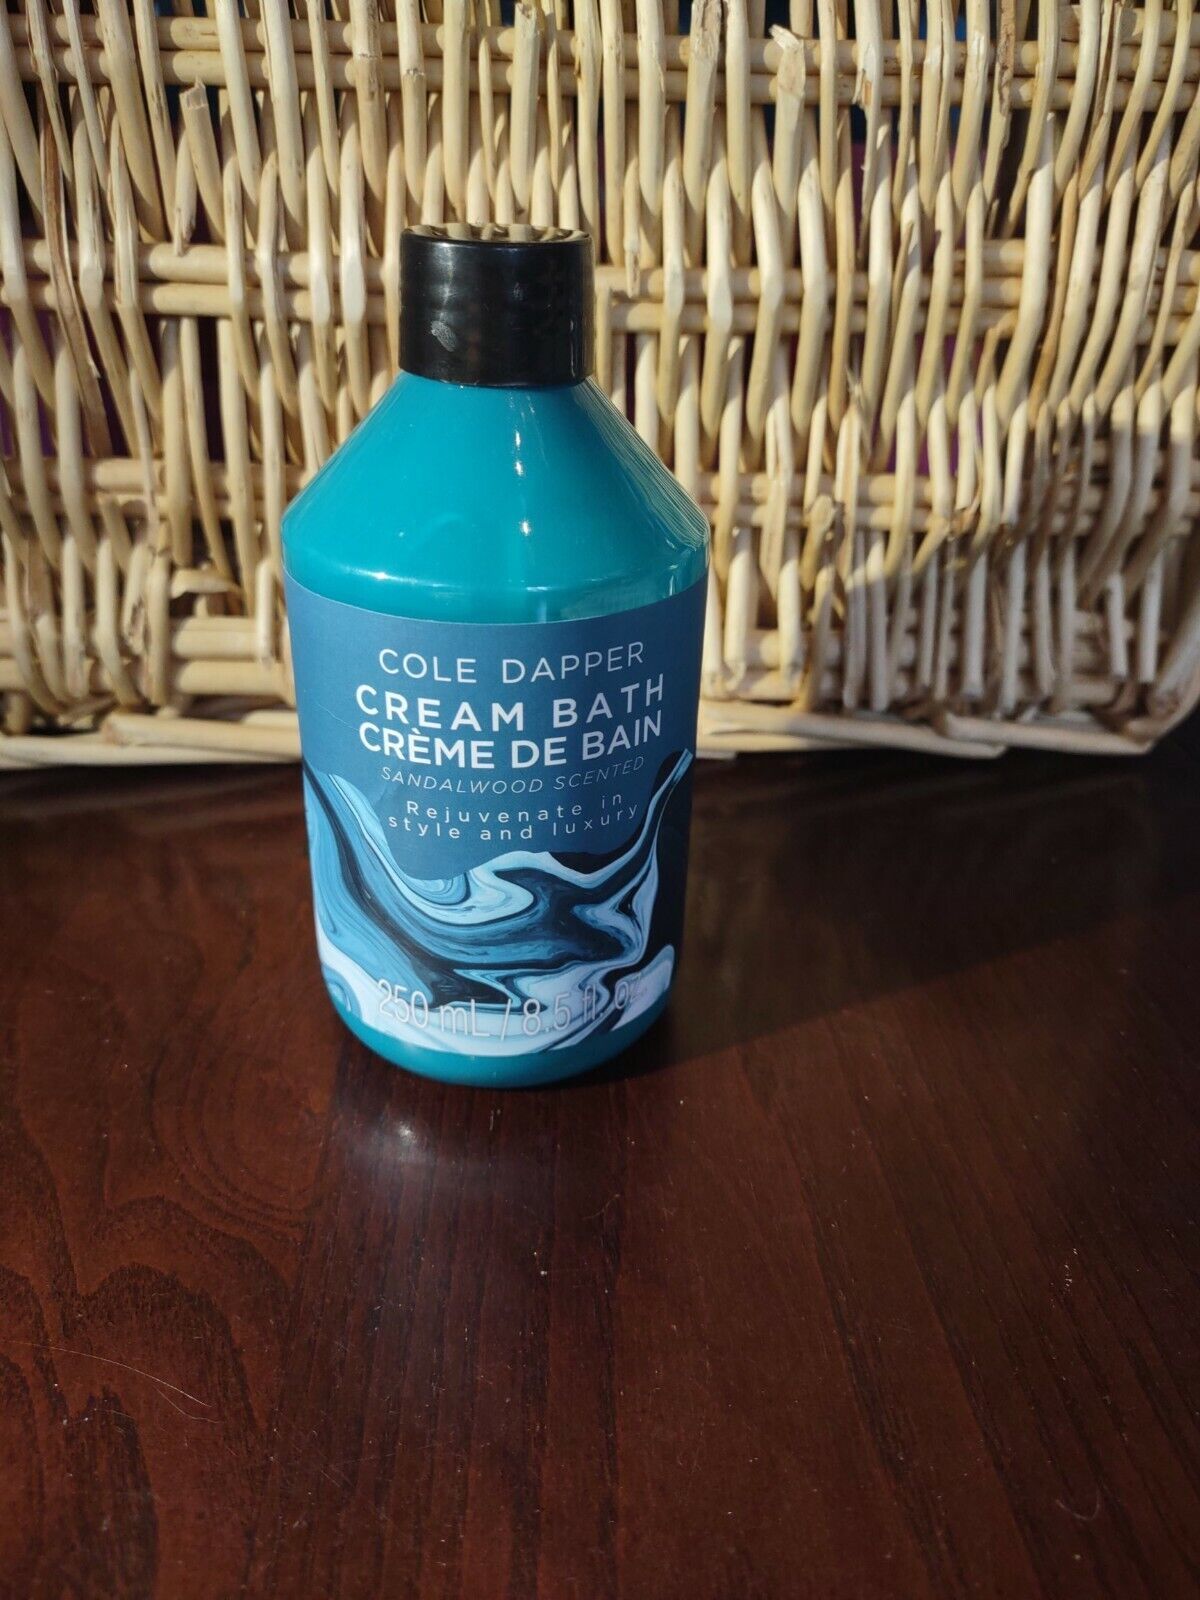 COLE DAPPER
CREAM BATH
CRÈME DE BAIN
SANDALWOOD SCENTED
Rejuvenate in
style and luxury
250 mL / 8.5 fl. oz.